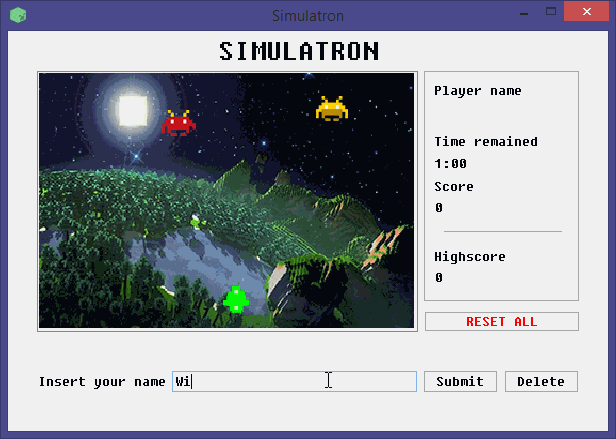 Simulatron
SIMULATRON
Player name
Time remained
1:00
Score
0
Highscore
0
RESET ALL
Insert your name Wi Submit Delete